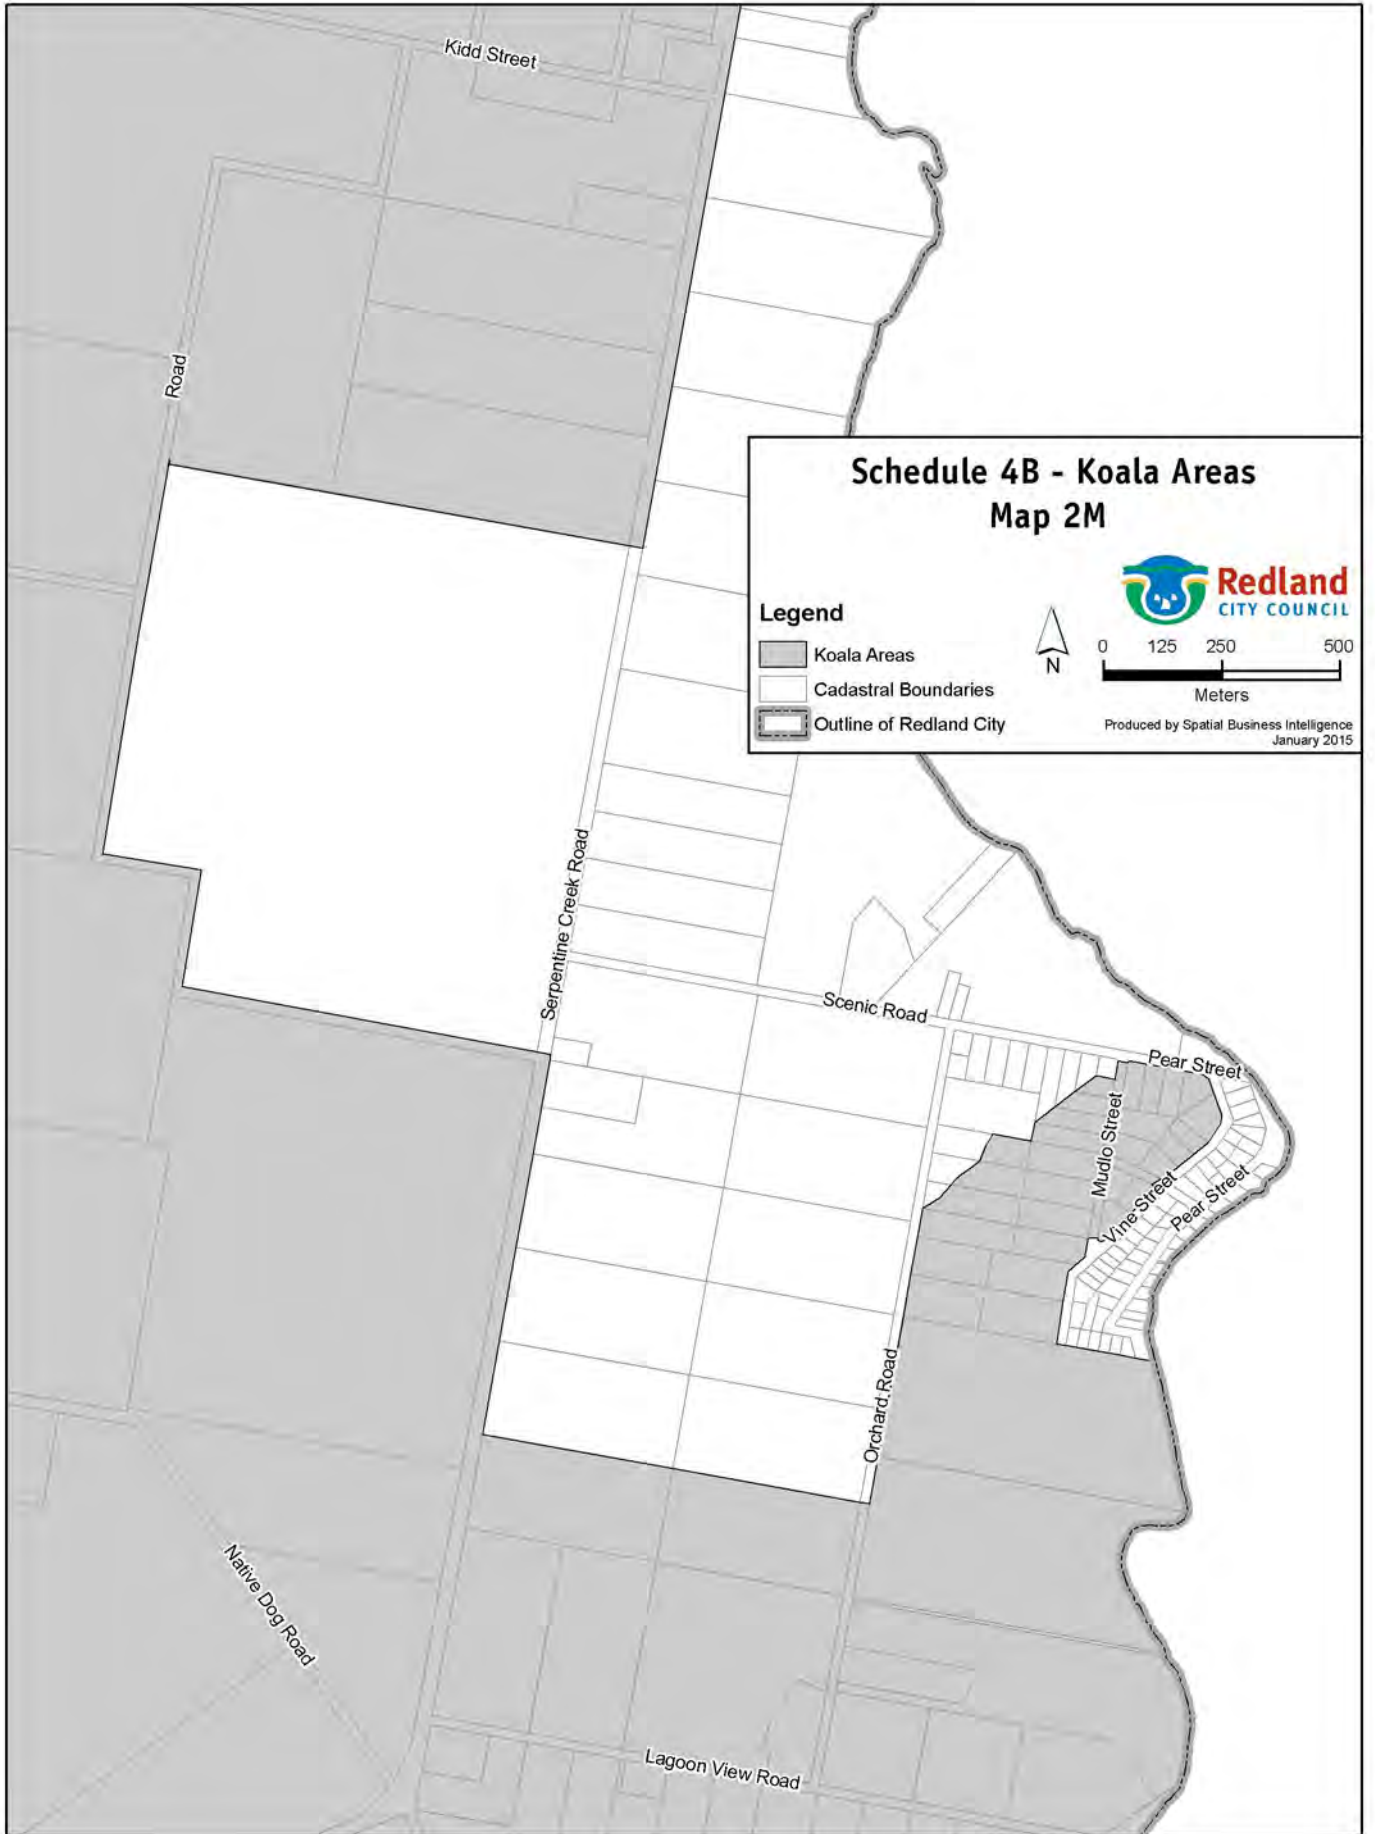 Kidd Street
Road
Schedule 4B - Koala Areas
Map 2M
Redland
CITY COUNCIL
Legend
Koala Areas
Cadastral Boundaries
Outline of Redland City
N
0 125 250 500
Meters
Produced by Spatial Business Intelligence
January 2015
Serpentine Creek Road
Scenic Road
Pear Street
Mudlo Street
Vine Street
Pear Street
Orchard Road
Native Dog Road
Lagoon View Road